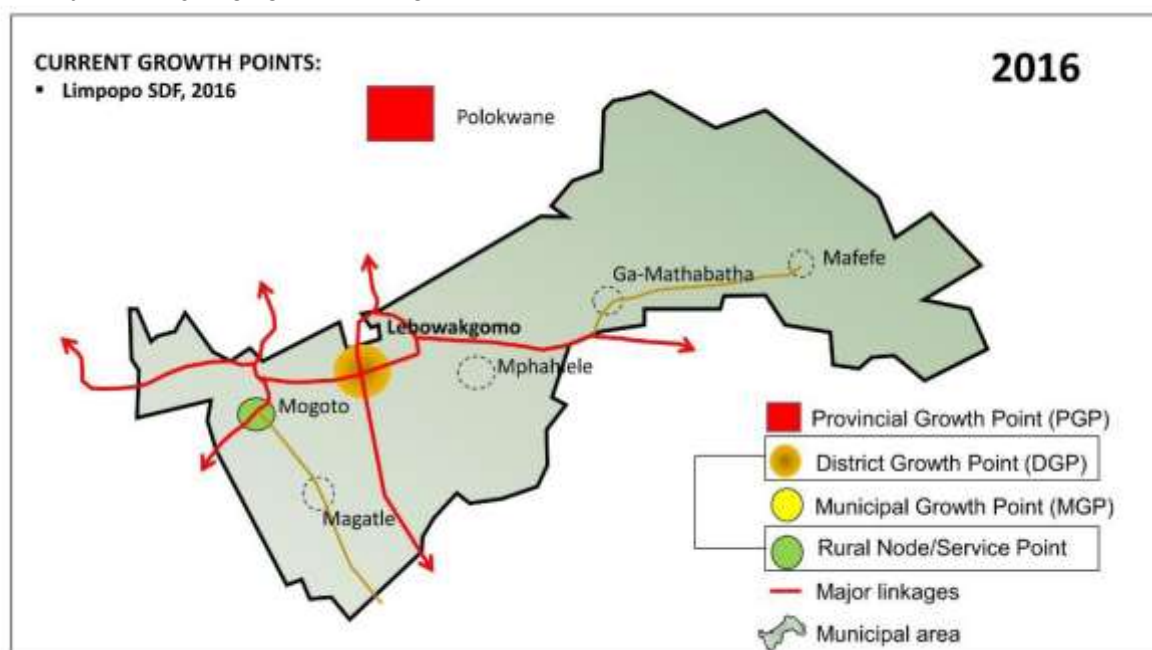 CURRENT GROWTH POINTS:
▪ Limpopo SDF, 2016
2016
Polokwane
Mafefe
Ga-Mathabatha
Lebowakgomo
Mphahlele
Mogoto
Magatle
Provincial Growth Point (PGP)
District Growth Point (DGP)
Municipal Growth Point (MGP)
Rural Node/Service Point
Major linkages
Municipal area